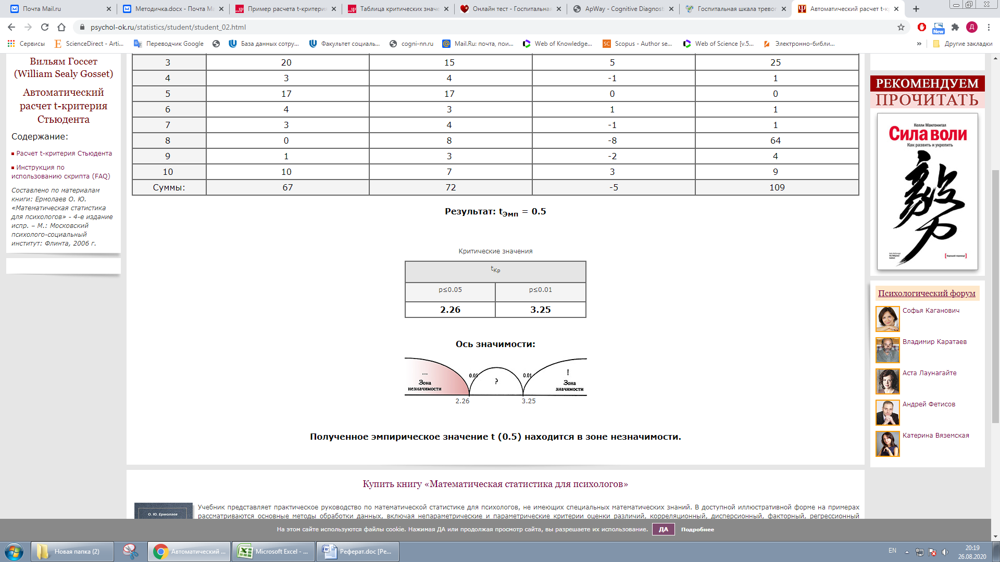 Почта Mail.ru
Методичка.docx - Почта Ma
Пример расчета t-критерия
Таблица критических значе
Онлайн тест - Госпитальная
ApWay - Cognitive Diagnost
Госпитальная шкала тревог
Автоматический расчет t-кр
psychol-ok.ru/statistics/student/student_02.html
Д
New
Сервисы
ScienceDirect - Arti...
Переводчик Google
База данных сотру...
Факультет социаль...
cogni-nn.ru
Mail.Ru: почта, пои...
Web of Knowledge...
SC Scopus - Author se...
Web of Science [v.5...
Электронно-библи...
»
Другие закладки
Вильям Госсет
(William Sealy Gosset)
Автоматический
расчет t-критерия
Стьюдента
Содержание:
Расчет t-критерия Стьюдента
Инструкция по
использованию скрипта (FAQ)
Составлено по материалам
книги: Ермолаев О. Ю.
«Математическая статистика
для психологов» - 4-е издание
испр. – М.: Московский
психолого-социальный
институт: Флинта, 2006 г.
3 20 15 5 25
4 3 4 -1 1
5 17 17 0 0
6 4 3 1 1
7 3 4 -1 1
8 0 8 -8 64
9 1 3 -2 4
10 10 7 3 9
Суммы: 67 72 -5 109
Результат: tЭмп = 0.5
Критические значения
tКр
p≤0.05 p≤0.01
2.26 3.25
Ось значимости:
... Зона незначимости
0.05
?
0.01
! Зона значимости
2.26 3.25
Полученное эмпирическое значение t (0.5) находится в зоне незначимости.
Купить книгу «Математическая статистика для психологов»
О. Ю. Ермолаев
Учебник представляет практическое руководство по математической статистике для психологов, не имеющих специальных математических знаний. В доступной иллюстративной форме на примерах
рассматриваются основные методы обработки данных, включая непараметрические и параметрические критерии оценки различий, корреляционный, дисперсионный, факторный, регрессионный
РЕКОМЕНДУЕМ
ПРОЧИТАТЬ
Келли Макгонигал
Сила воли
Как развить и укрепить
Психологический форум
Софья Каганович
Владимир Каратаев
Аста Лаунагайте
Андрей Фетисов
Катерина Вяземская
На этом сайте используются файлы cookie. Нажимая ДА или продолжая просмотр сайта, вы разрешаете их использование.
ДА
Подробнее
Новая папка (2)
Автоматический ...
Microsoft Excel - ...
Реферат.doc [Ре...
EN
20:19
26.08.2020